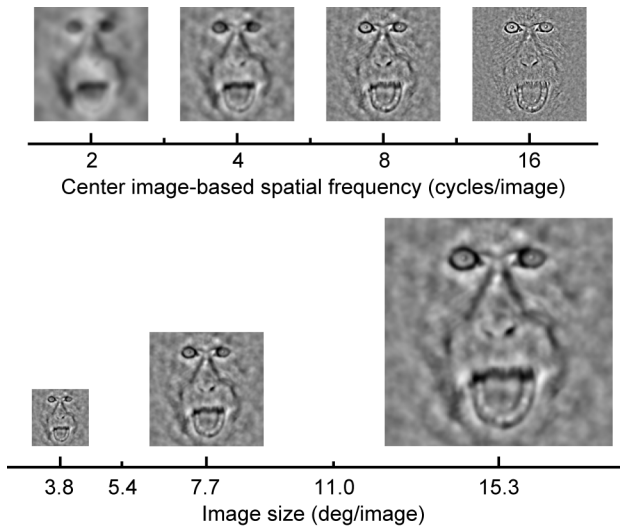 2 4 8 16
Center image-based spatial frequency (cycles/image)
3.8 5.4 7.7 11.0 15.3
Image size (deg/image)